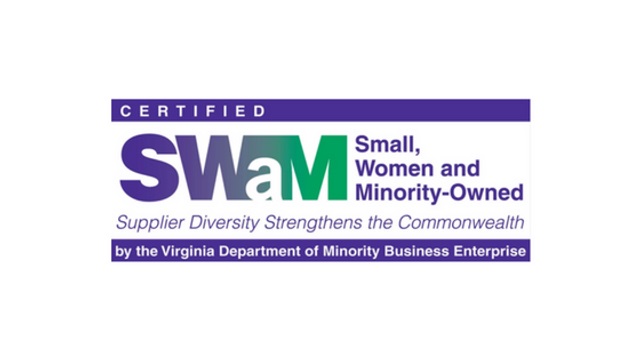 CERTIFIED
SWaM
Small,
Women and
Minority-Owned
Supplier Diversity Strengthens the Commonwealth
by the Virginia Department of Minority Business Enterprise